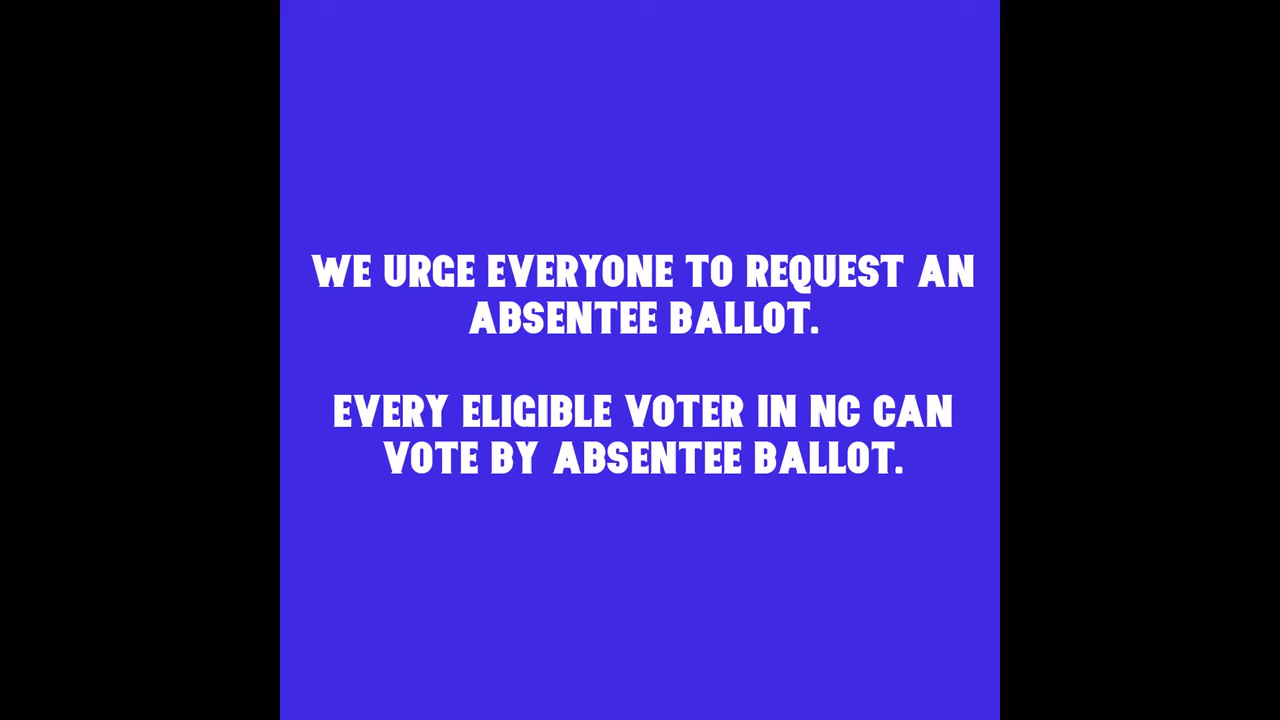 WE URGE EVERYONE TO REQUEST AN
ABSENTEE BALLOT.
EVERY ELIGIBLE VOTER IN NC CAN
VOTE BY ABSENTEE BALLOT.